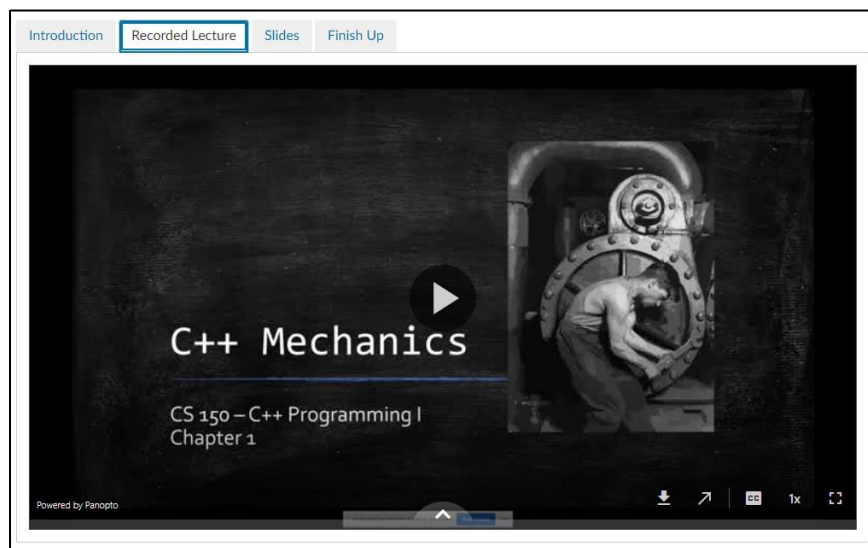 Introduction
Recorded Lecture
Slides
Finish Up
C++ Mechanics
CS 150 – C++ Programming I
Chapter 1
Powered by Panopto
CC
1x